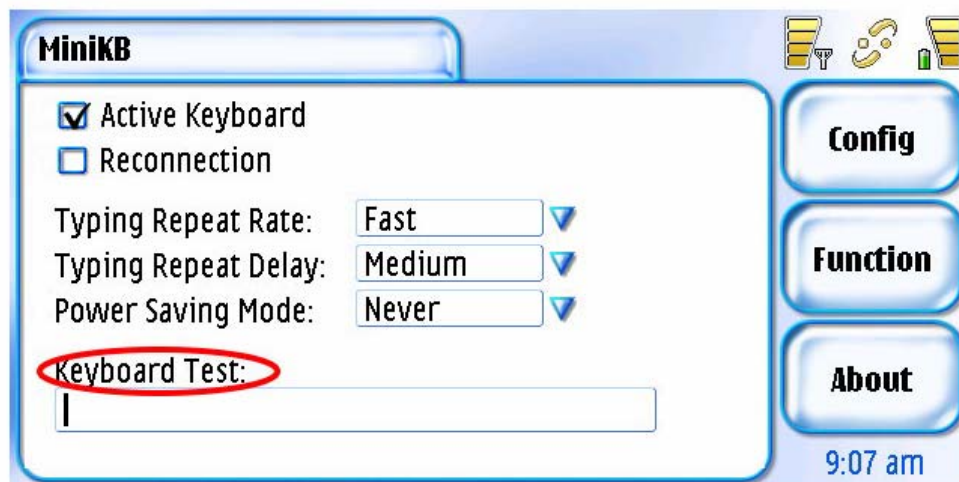 MiniKB
Active Keyboard
Reconnection
Typing Repeat Rate: Fast
Typing Repeat Delay: Medium
Power Saving Mode: Never
Keyboard Test:
Config
Function
About
9:07 am